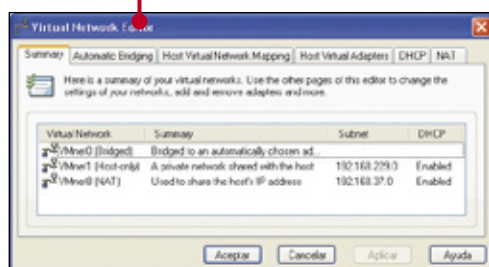 Virtual Network Editor
Summary Automatic Bridging Host Virtual Network Mapping Host Virtual Adapters DHCP NAT
Here is a summary of your virtual networks. Use the other pages of this editor to change the
settings of your networks, add and remove adapters and more.
Virtual Network Summary Subnet DHCP
VMnet0 (Bridged) Bridged to an automatically chosen ad...
VMnet1 (Host-only) A private network shared with the host 192.168.229.0 Enabled
VMnet8 (NAT) Used to share the host's IP address 192.168.37.0 Enabled
Aceptar Cancelar Aplicar Ayuda